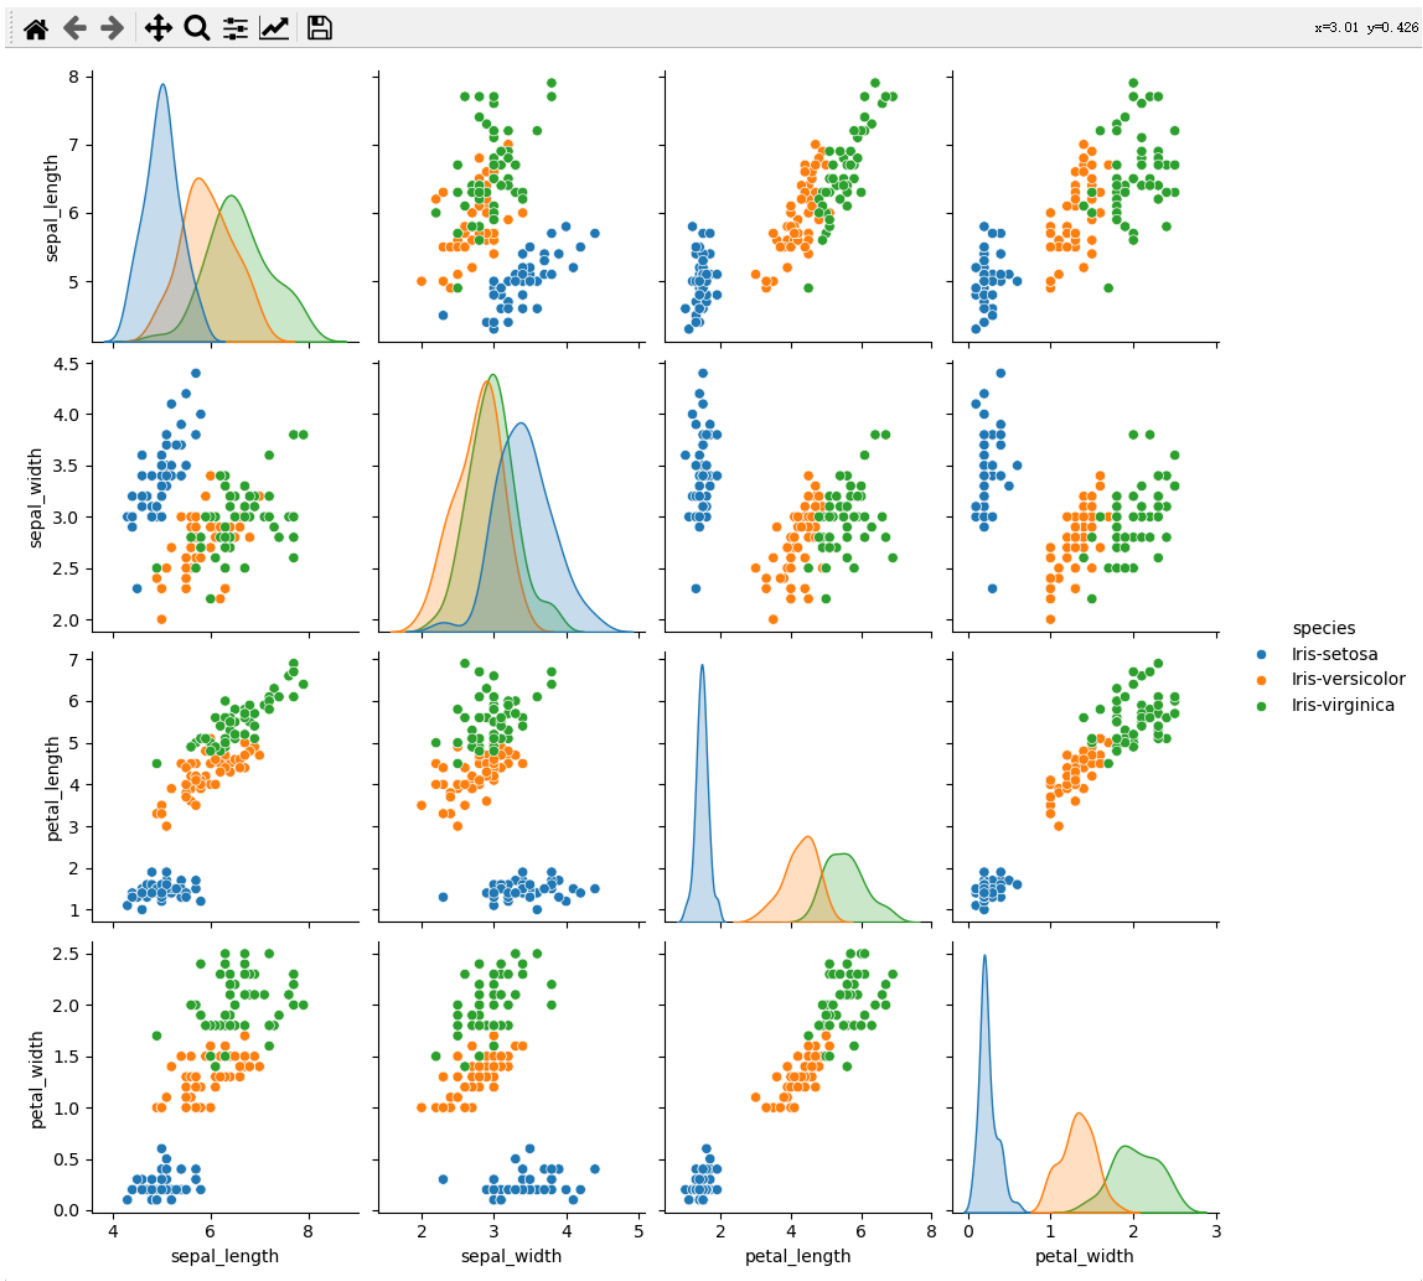 x=3.01 y=0.426
8
7
6
5
sepal_length
4.5
4.0
3.5
3.0
2.5
2.0
sepal_width
7
6
5
4
3
2
1
petal_length
2.5
2.0
1.5
1.0
0.5
0.0
petal_width
4 6 8
sepal_length
2 3 4 5
sepal_width
2 4 6 8
petal_length
0 1 2 3
petal_width
species
Iris-setosa
Iris-versicolor
Iris-virginica